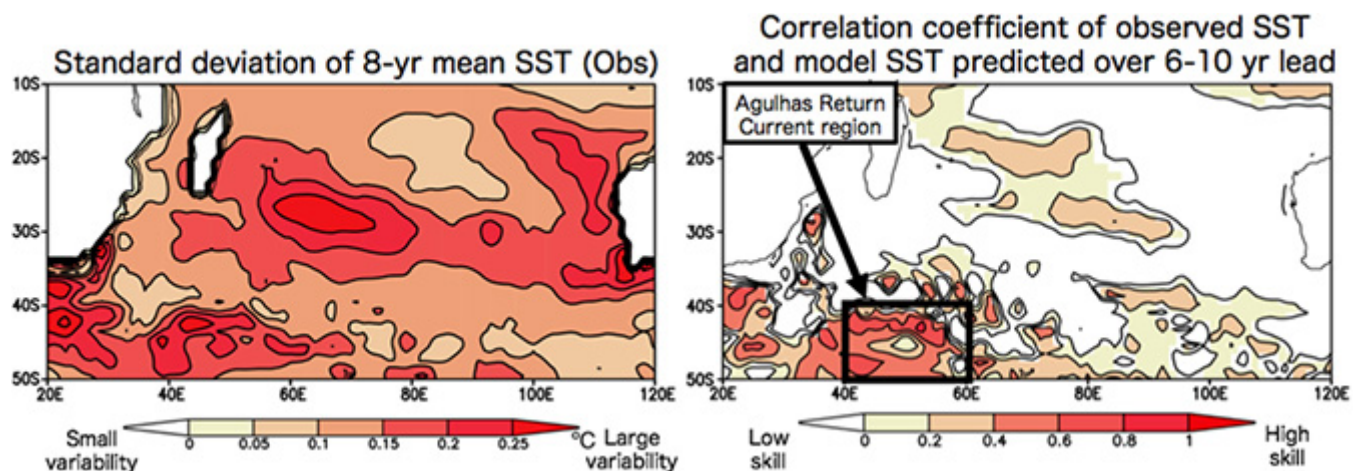 Standard deviation of 8-yr mean SST (Obs)
10S
20S
30S
40S
50S
20E 40E 60E 80E 100E 120E
0 0.05 0.1 0.15 0.2 0.25
Small
variability
°C
Large
variability
Correlation coefficient of observed SST
and model SST predicted over 6-10 yr lead
Agulhas Return
Current region
10S
20S
30S
40S
50S
20E 40E 60E 80E 100E 120E
0 0.2 0.4 0.6 0.8 1
Low
skill
High
skill